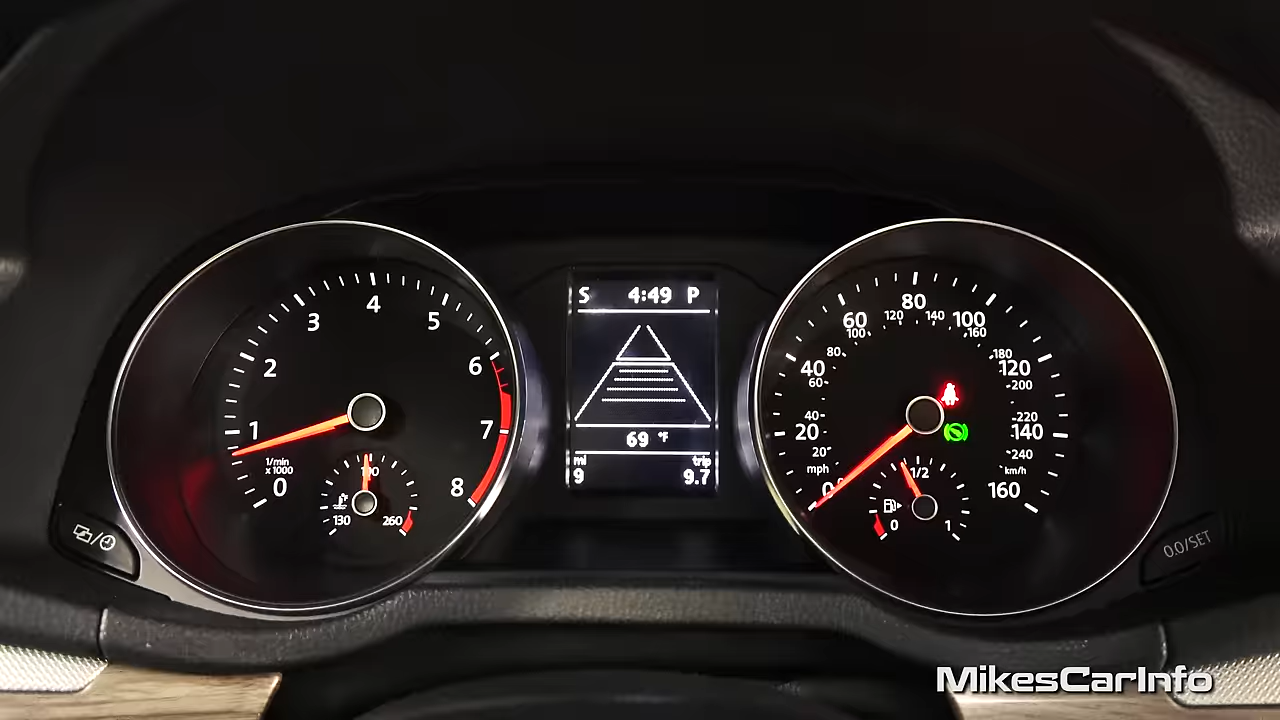 S 4:49 P
69 °F
mi trip
9 9.7
0 1 2 3 4 5 6 7 8
1/min
x 1000
130 190 260
0 20 40 60 80 100 120 140 160
mph
20 40 60 80 100 120 140 160 180 200 220 240
km/h
0 1/2 1
0.0/SET
MikesCarInfo